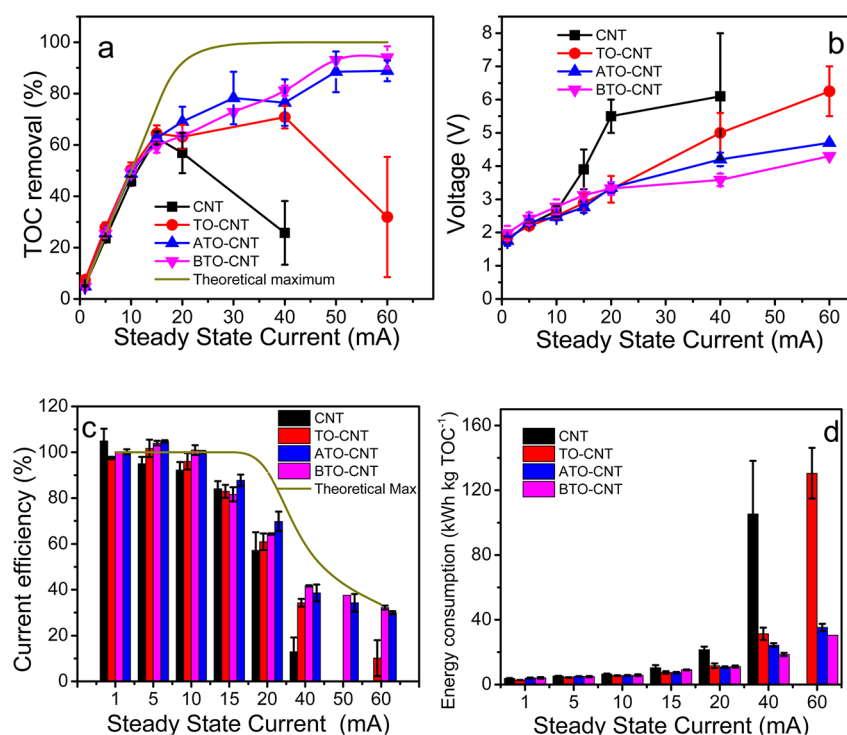 a
TOC removal (%)
100
80
60
40
20
0
CNT
TO-CNT
ATO-CNT
BTO-CNT
Theoretical maximum
0 10 20 30 40 50 60
Steady State Current (mA)
b
Voltage (V)
8
7
6
5
4
3
2
1
0
CNT
TO-CNT
ATO-CNT
BTO-CNT
0 20 40 60
Steady State Current (mA)
c
Current efficiency (%)
120
100
80
60
40
20
0
CNT
TO-CNT
ATO-CNT
BTO-CNT
Theoretical Max
1 5 10 15 20 40 50 60
Steady State Current (mA)
d
Energy consumption (kWh kg TOC⁻¹)
160
120
80
40
0
CNT
TO-CNT
ATO-CNT
BTO-CNT
1 5 10 15 20 40 60
Steady State Current (mA)